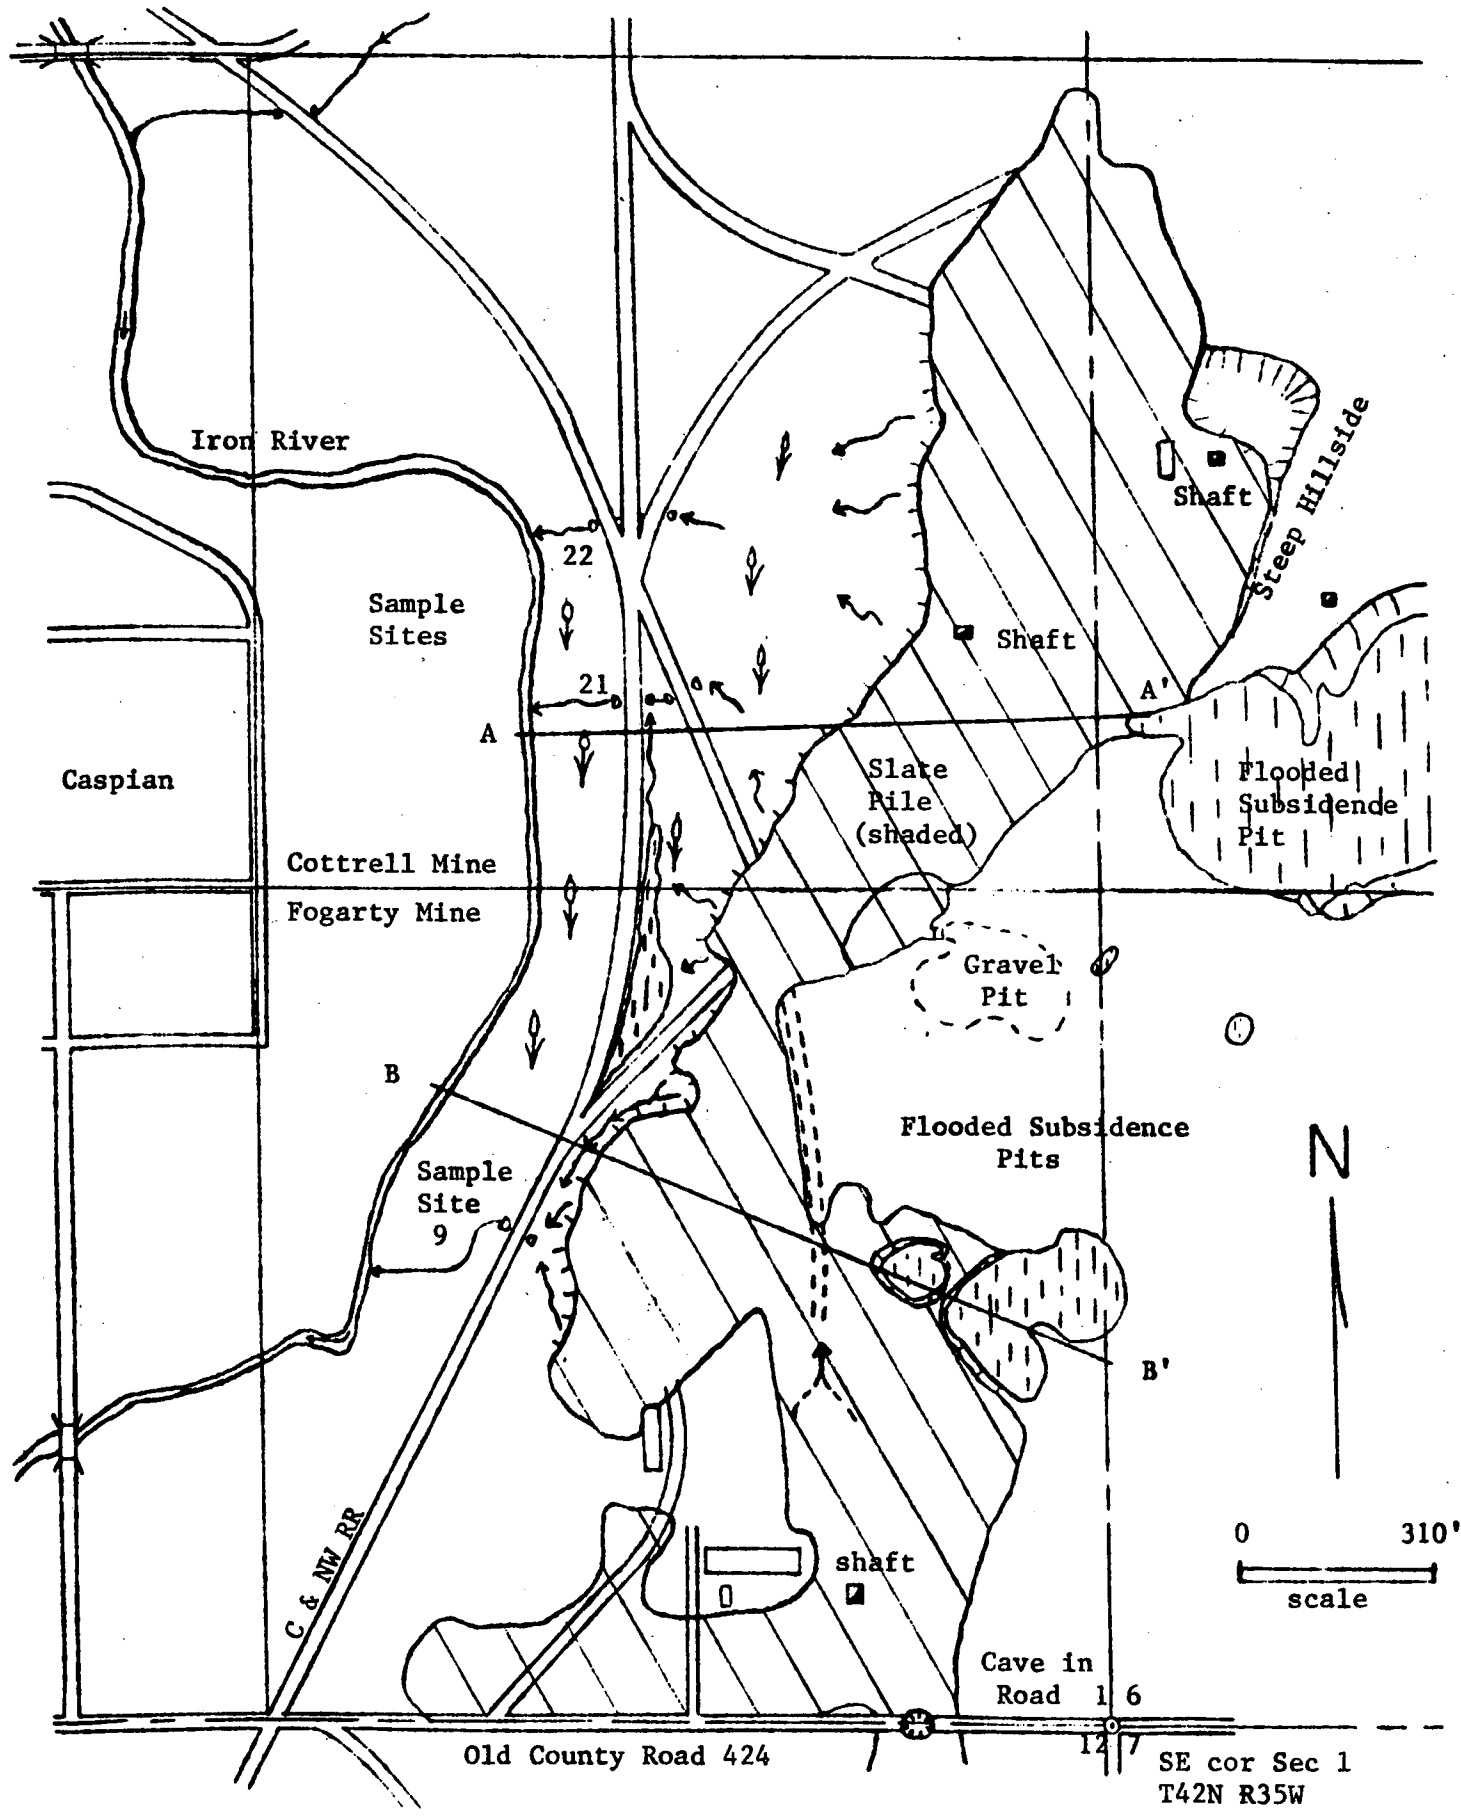 Iron River
Shaft
Steep Hillside
22
Sample
Sites
Shaft
21
A'
A
Caspian
Slate
Pile
(shaded)
Flooded
Subsidence
Pit
Cottrell Mine
Fogarty Mine
Gravel
Pit
B
Flooded Subsidence
Pits
N
Sample
Site
9
B'
C & NW RR
0 310'
scale
shaft
Cave in
Road
1 6
12 7
Old County Road 424
SE cor Sec 1
T42N R35W